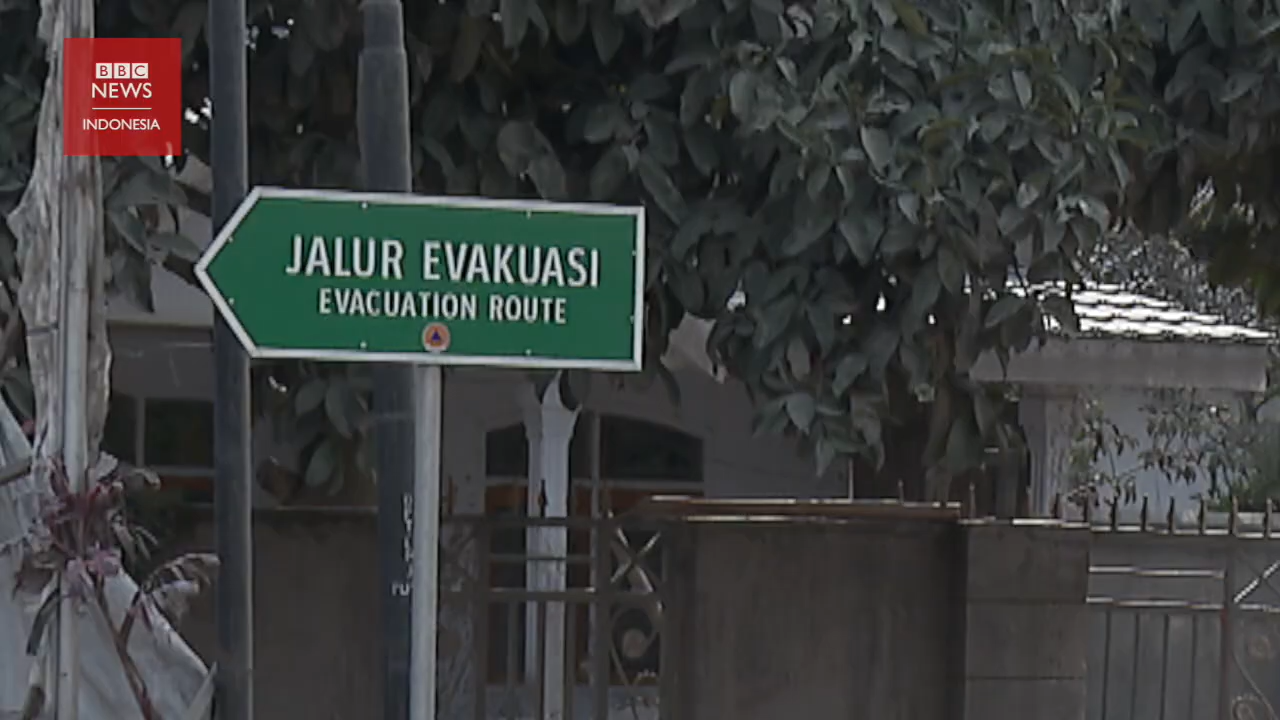 BBC
NEWS
INDONESIA
JALUR EVAKUASI
EVACUATION ROUTE